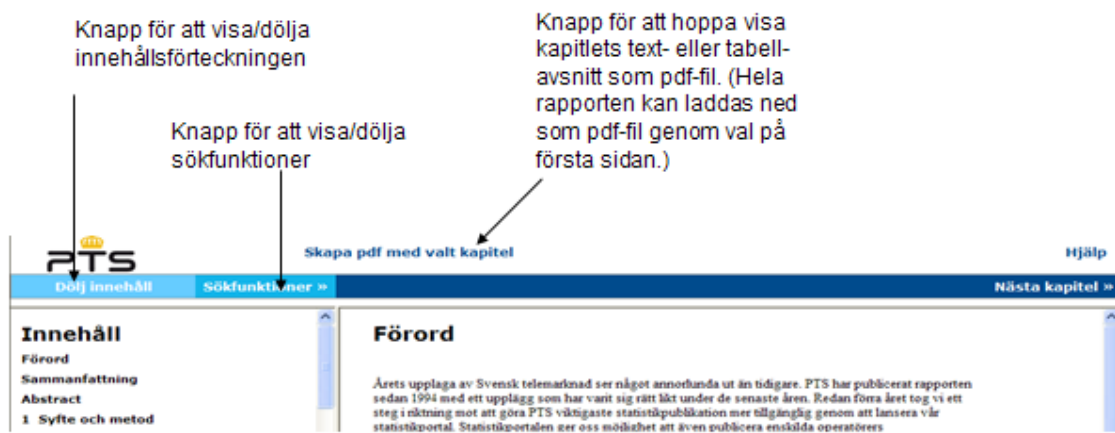 Knapp för att visa/dölja
innehållsförteckningen
Knapp för att visa/dölja
sökfunktioner
Knapp för att hoppa visa
kapitlets text- eller tabell-
avsnitt som pdf-fil. (Hela
rapporten kan laddas ned
som pdf-fil genom val på
första sidan.)
PTS
Skapa pdf med valt kapitel
Hjälp
Dölj innehåll
Sökfunktioner »
Nästa kapitel »
Innehåll
Förord
Sammanfattning
Abstract
1 Syfte och metod
Förord
Årets upplaga av Svensk telemarknad ser något annorlunda ut än tidigare. PTS har publicerat rapporten
sedan 1994 med ett upplägg som har varit sig rätt likt under de senaste åren. Redan förra året tog vi ett
steg i riktning mot att göra PTS viktigaste statistikpublikation mer tillgänglig genom att lansera vår
statistikportal. Statistikportalen ger oss möjlighet att även publicera enskilda operatörers